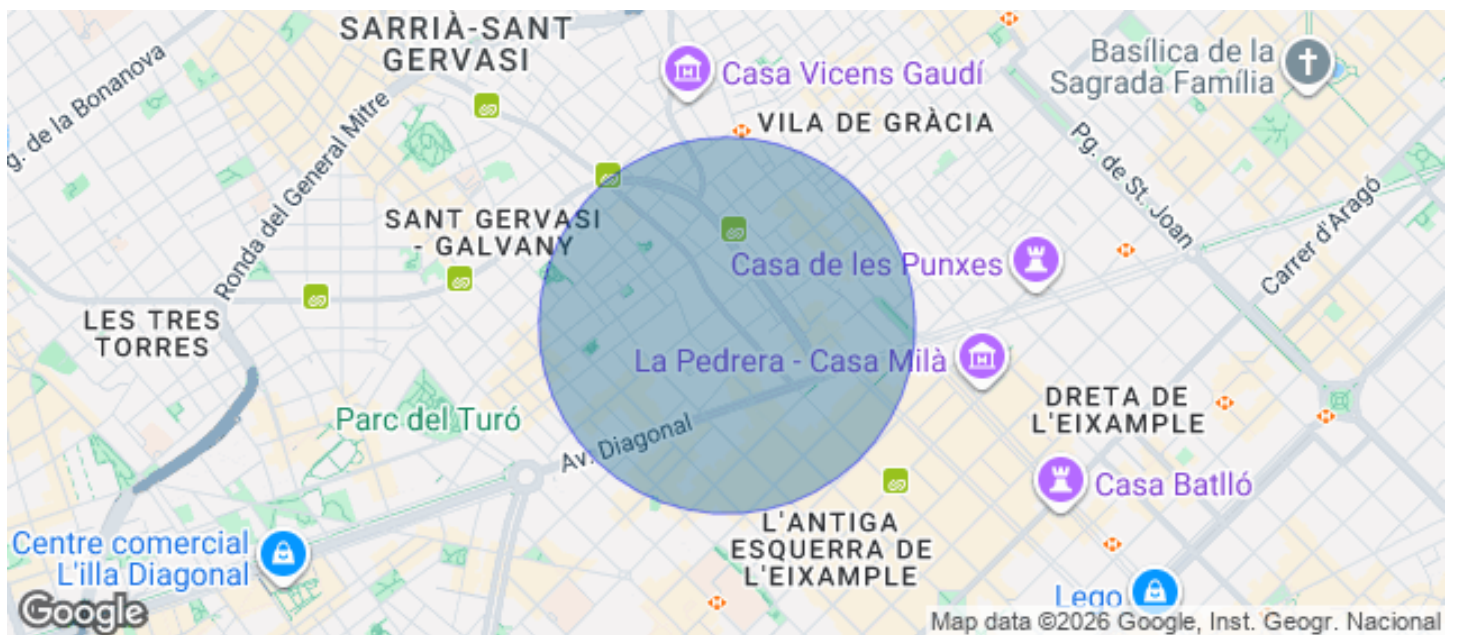 SARRIÀ-SANT
GERVASI
Casa Vicens Gaudí
Basílica de la
Sagrada Família
g. de la Bonanova
Ronda del General Mitre
VILA DE GRÀCIA
Pg. de St. Joan
Carrer d'Aragó
SANT GERVASI
- GALVANY
Casa de les Punxes
LES TRES
TORRES
La Pedrera - Casa Milà
DRETA DE
L'EIXAMPLE
Parc del Turó
Av. Diagonal
Casa Batlló
L'ANTIGA
ESQUERRA DE
L'EIXAMPLE
Centre comercial
L'illa Diagonal
Lego
Google
Map data ©2026 Google, Inst. Geogr. Nacional